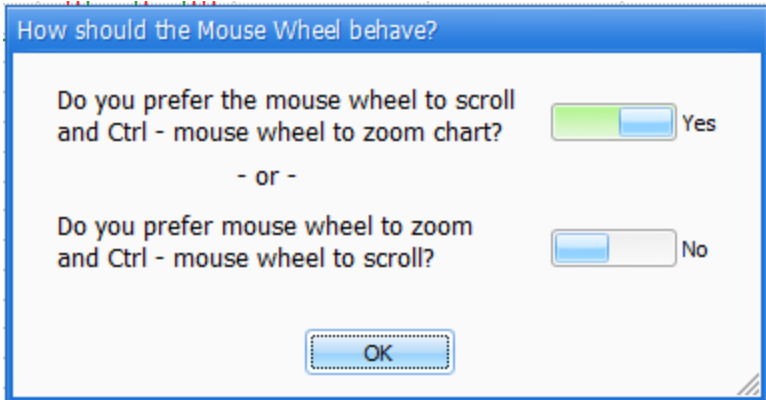 How should the Mouse Wheel behave?
Do you prefer the mouse wheel to scroll
and Ctrl - mouse wheel to zoom chart?
Yes
- or -
Do you prefer mouse wheel to zoom
and Ctrl - mouse wheel to scroll?
No
OK